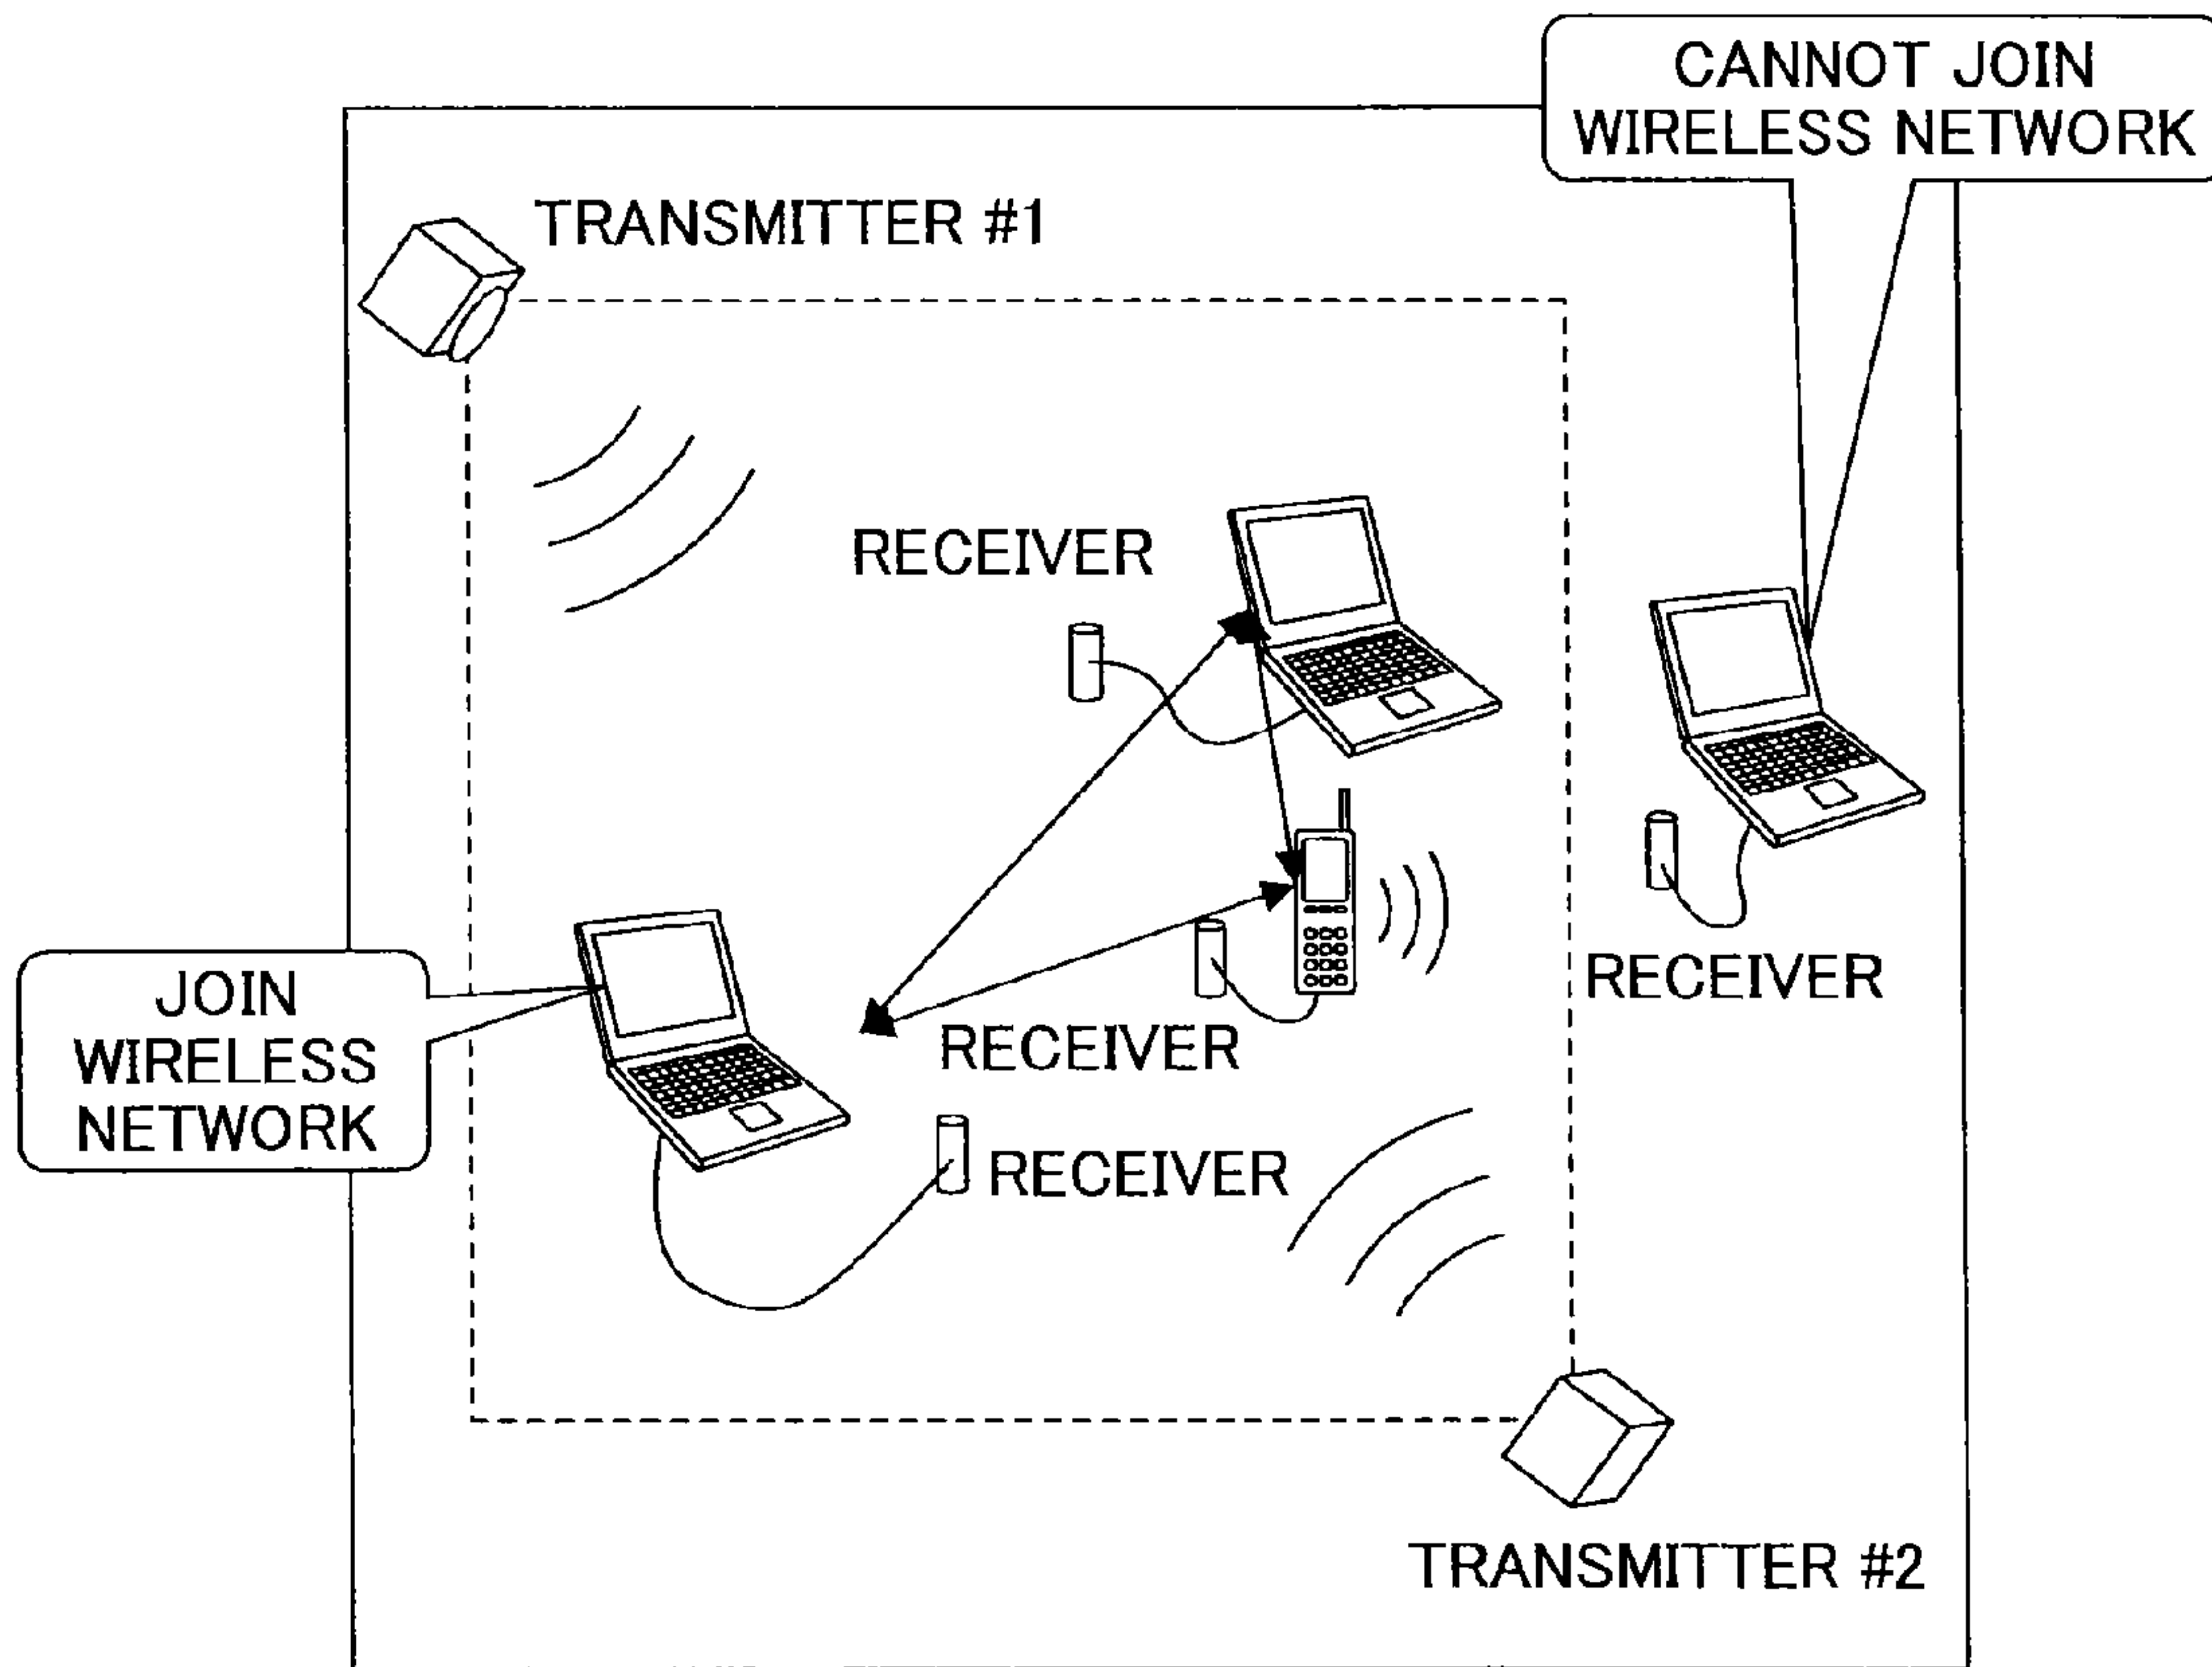 CANNOT JOIN
WIRELESS NETWORK
TRANSMITTER #1
RECEIVER
RECEIVER
JOIN
WIRELESS
NETWORK
RECEIVER
RECEIVER
TRANSMITTER #2